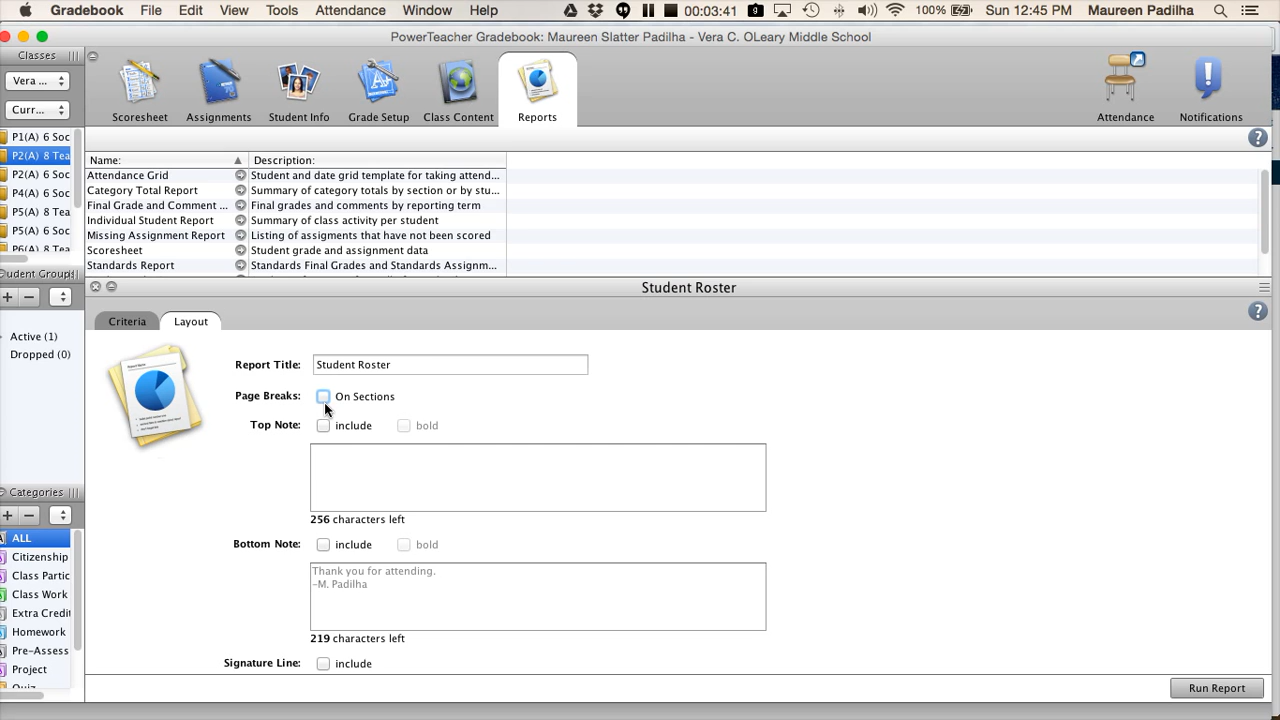 Gradebook File Edit View Tools Attendance Window Help 00:03:41 100% Sun 12:45 PM Maureen Padilha
PowerTeacher Gradebook: Maureen Slatter Padilha - Vera C. OLeary Middle School
Classes
Vera ...
Curr...
Scoresheet Assignments Student Info Grade Setup Class Content Reports Attendance Notifications
P1(A) 6 Soc
P2(A) 8 Tea
P2(A) 6 Soc
P4(A) 6 Soc
P5(A) 8 Tea
P5(A) 6 Soc
P6(A) 8 Tea
Name: Description:
Attendance Grid Student and date grid template for taking attend...
Category Total Report Summary of category totals by section or by stu...
Final Grade and Comment ... Final grades and comments by reporting term
Individual Student Report Summary of class activity per student
Missing Assignment Report Listing of assigments that have not been scored
Scoresheet Student grade and assignment data
Standards Report Standards Final Grades and Standards Assignm...
udent Groups
Active (1)
Dropped (0)
Student Roster
Criteria Layout
Report Title: Student Roster
Page Breaks: On Sections
Top Note: include bold
256 characters left
Bottom Note: include bold
Thank you for attending.
-M. Padilha
219 characters left
Signature Line: include
Categories
ALL
Citizenship
Class Partic
Class Work
Extra Credit
Homework
Pre-Assess
Project
Quiz
Run Report